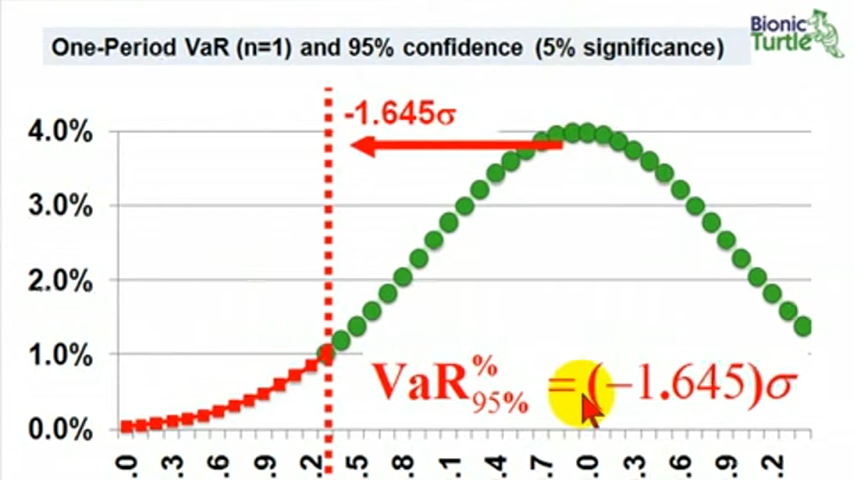 Bionic
Turtle
One-Period VaR (n=1) and 95% confidence (5% significance)
-1.645σ
4.0%
3.0%
2.0%
1.0%
0.0%
VaR95%% = (−1.645)σ
.0 .3 .6 .9 .2 .5 .8 .1 .4 .7 .0 .3 .6 .9 .2